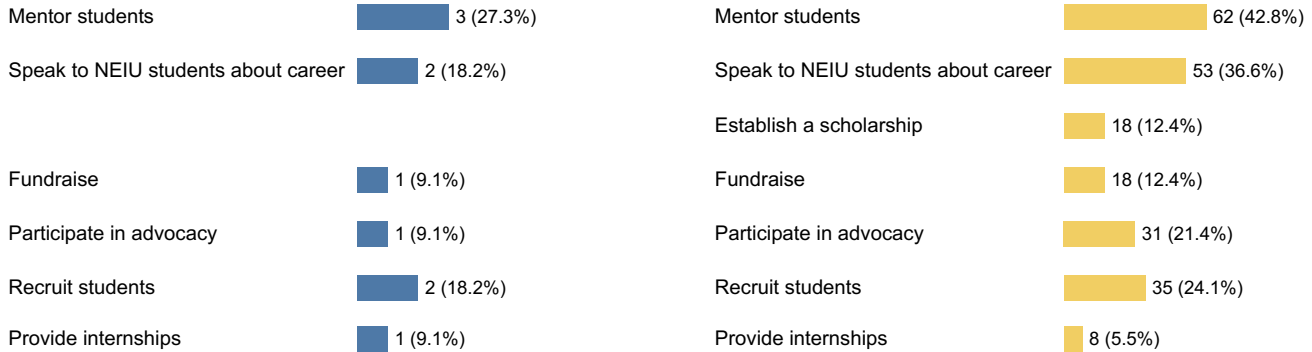 Mentor students 3 (27.3%) Mentor students 62 (42.8%)
Speak to NEIU students about career 2 (18.2%) Speak to NEIU students about career 53 (36.6%)
Establish a scholarship 18 (12.4%)
Fundraise 1 (9.1%) Fundraise 18 (12.4%)
Participate in advocacy 1 (9.1%) Participate in advocacy 31 (21.4%)
Recruit students 2 (18.2%) Recruit students 35 (24.1%)
Provide internships 1 (9.1%) Provide internships 8 (5.5%)